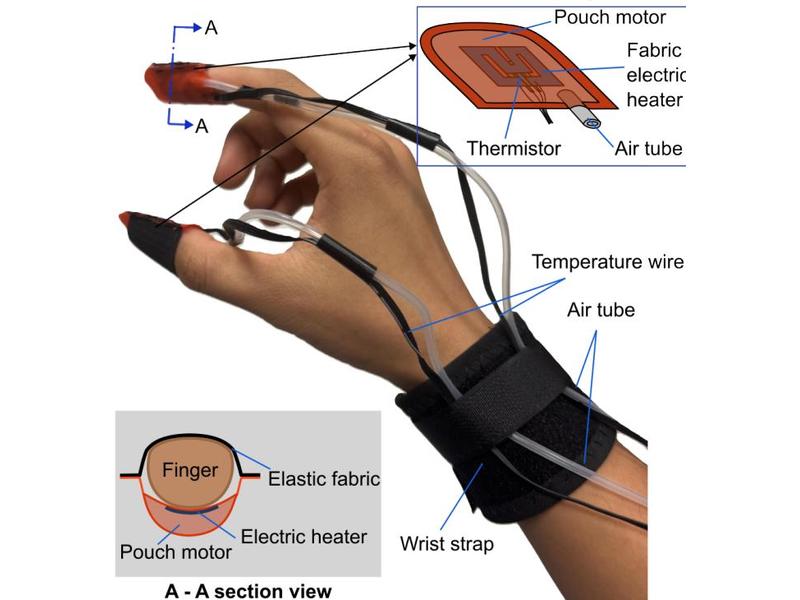 Pouch motor
A
Fabric
electric
heater
A
Thermistor
Air tube
Temperature wire
Air tube
Finger
Elastic fabric
Electric heater
Pouch motor
Wrist strap
A - A section view